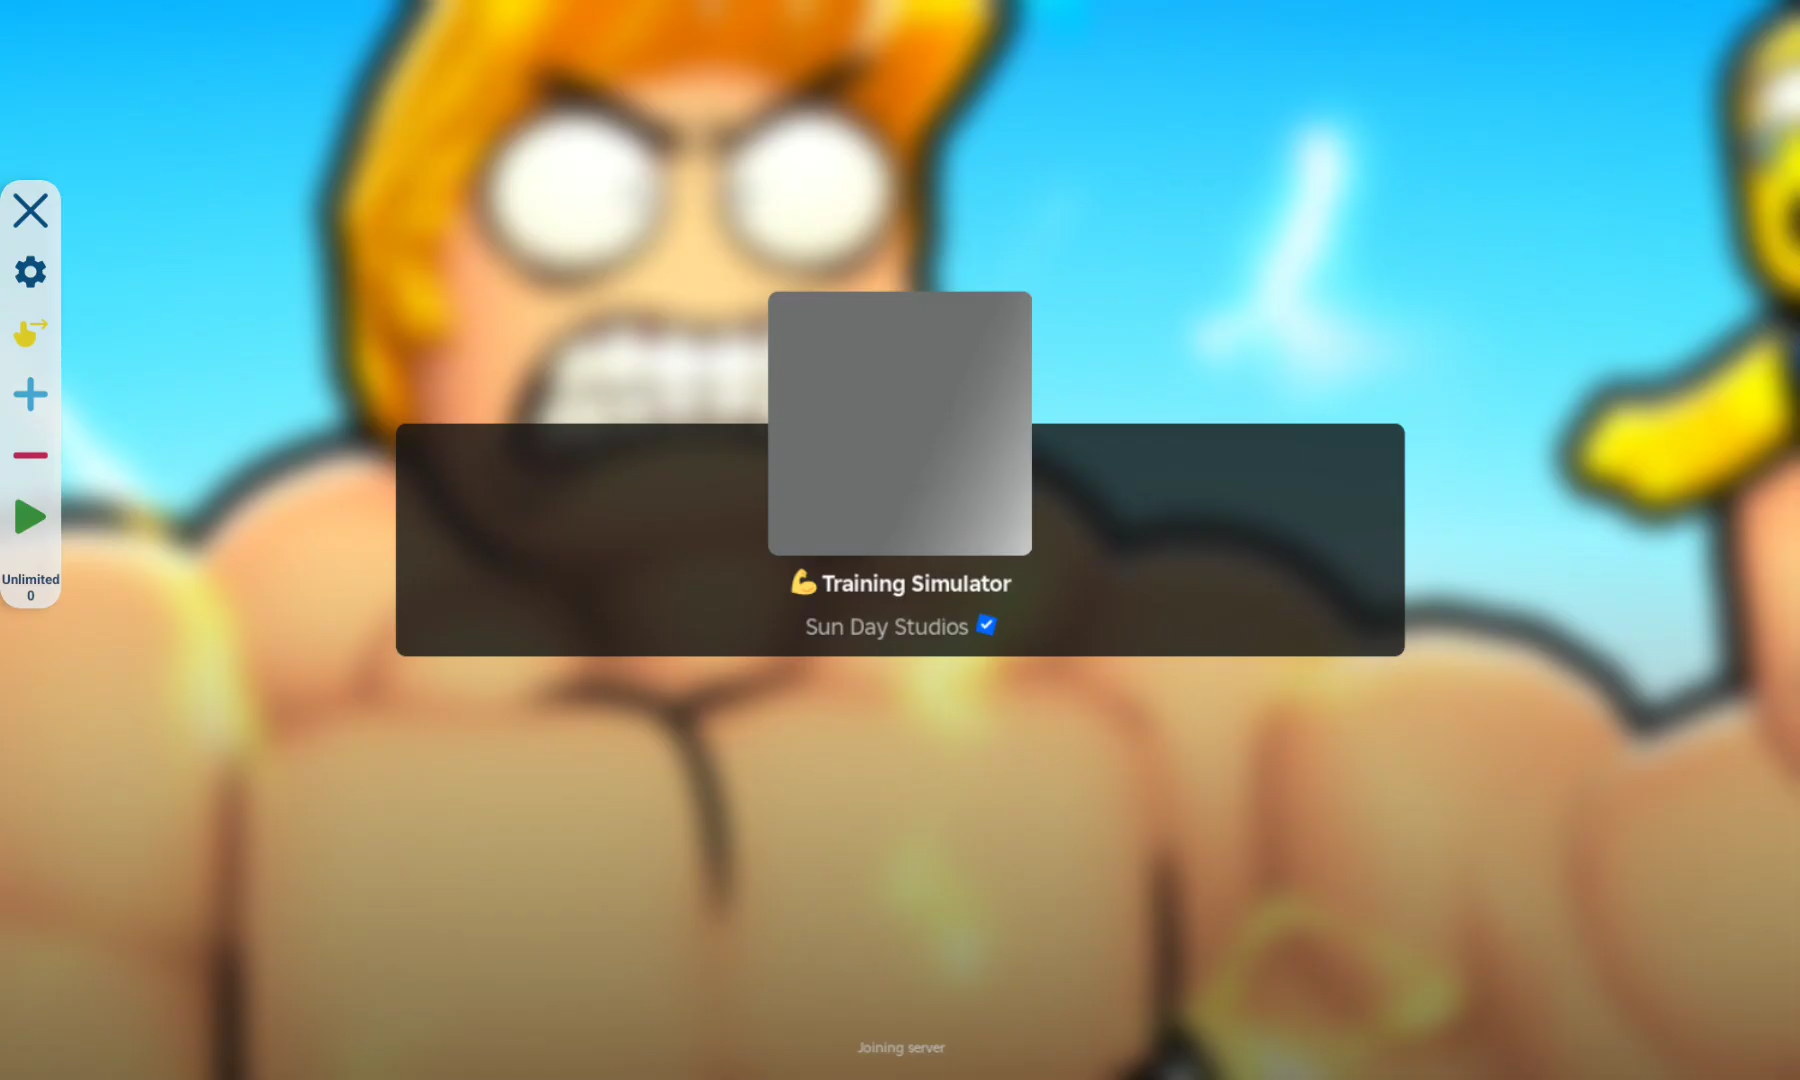 Unlimited
0
💪Training Simulator
Sun Day Studios
Joining server